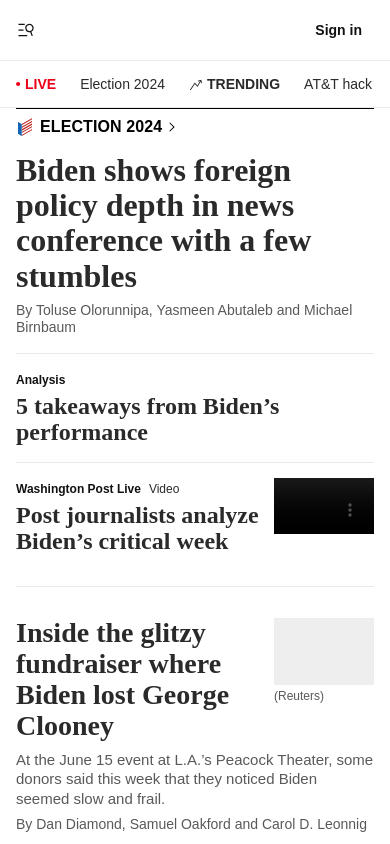 Sign in
LIVE
Election 2024
TRENDING
AT&T hack
ELECTION 2024
Biden shows foreign
policy depth in news
conference with a few
stumbles
By Toluse Olorunnipa, Yasmeen Abutaleb and Michael
Birnbaum
Analysis
5 takeaways from Biden’s
performance
Washington Post Live Video
Post journalists analyze
Biden’s critical week
Inside the glitzy
fundraiser where
Biden lost George
Clooney
(Reuters)
At the June 15 event at L.A.’s Peacock Theater, some
donors said this week that they noticed Biden
seemed slow and frail.
By Dan Diamond, Samuel Oakford and Carol D. Leonnig